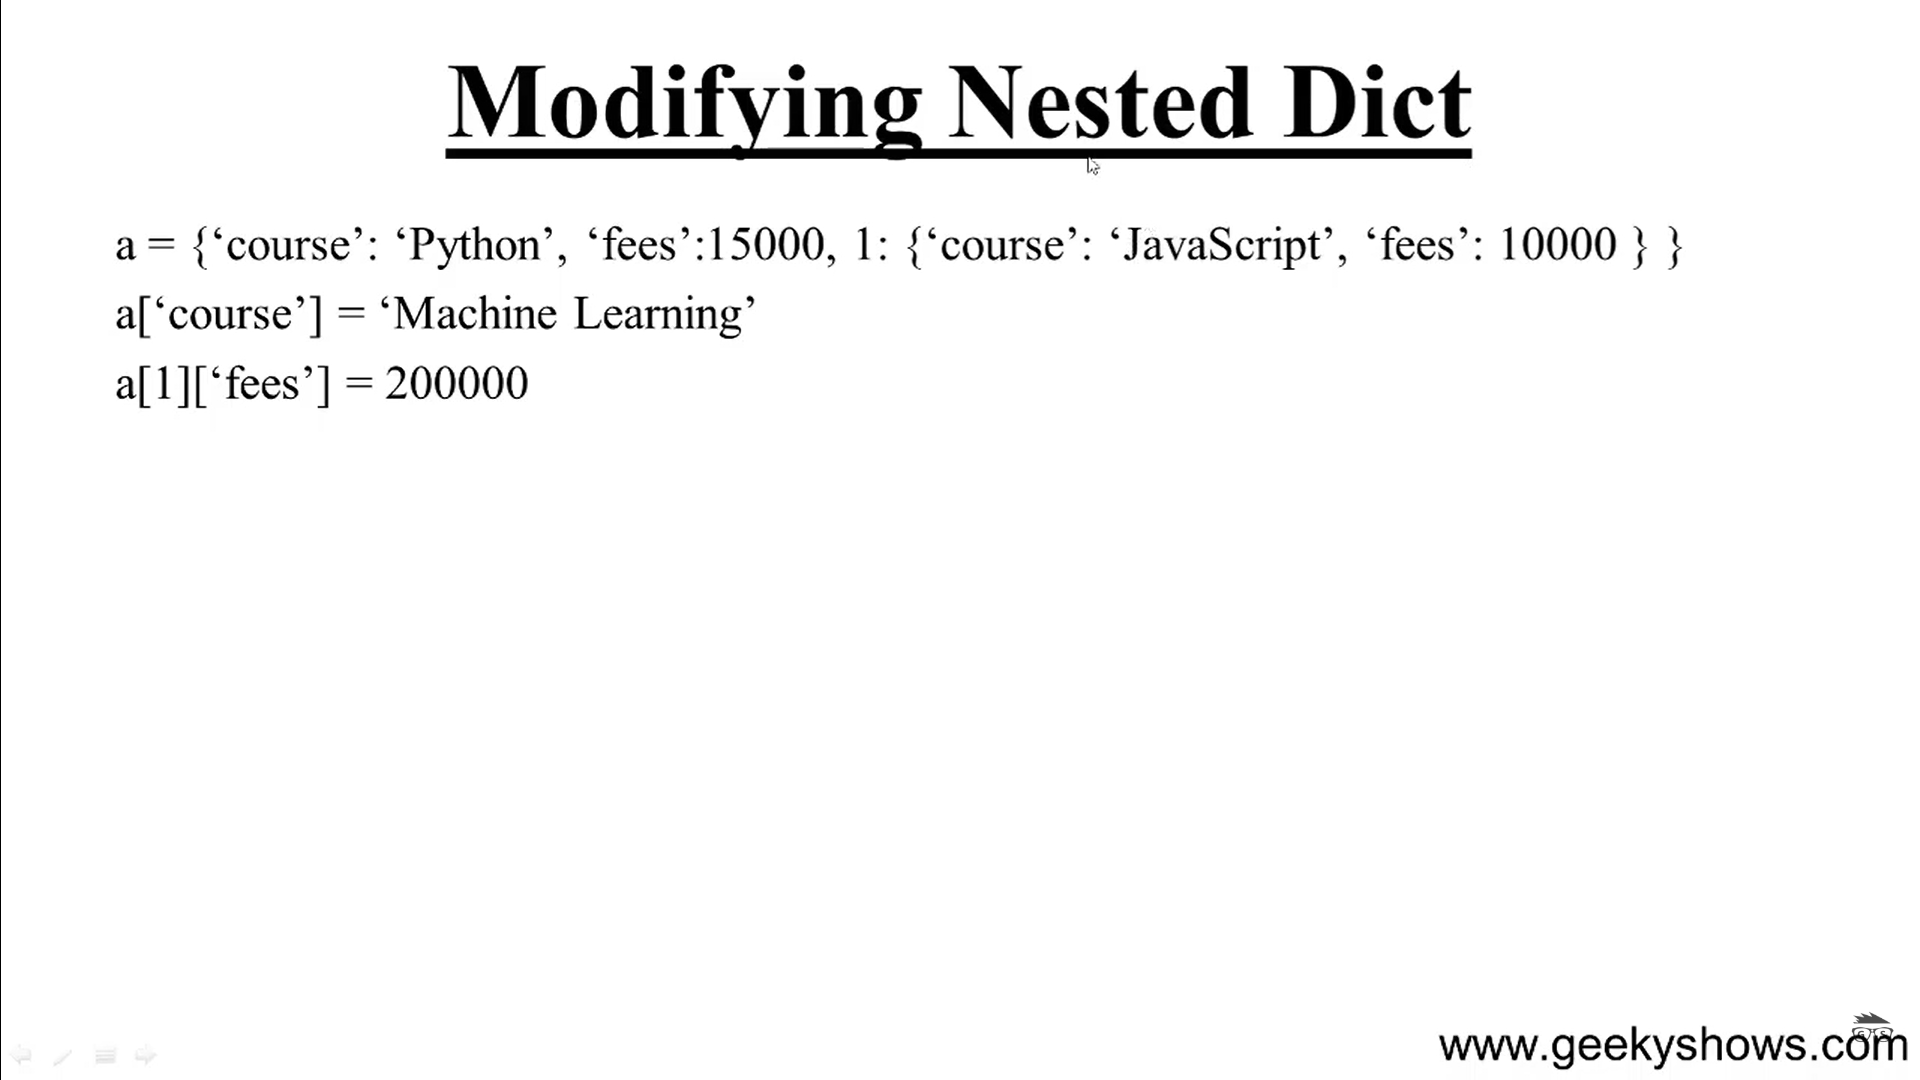 Modifying Nested Dict
a = {‘course’: ‘Python’, ‘fees’:15000, 1: {‘course’: ‘JavaScript’, ‘fees’: 10000 } }
a[‘course’] = ‘Machine Learning’
a[1][‘fees’] = 200000
www.geekyshows.com